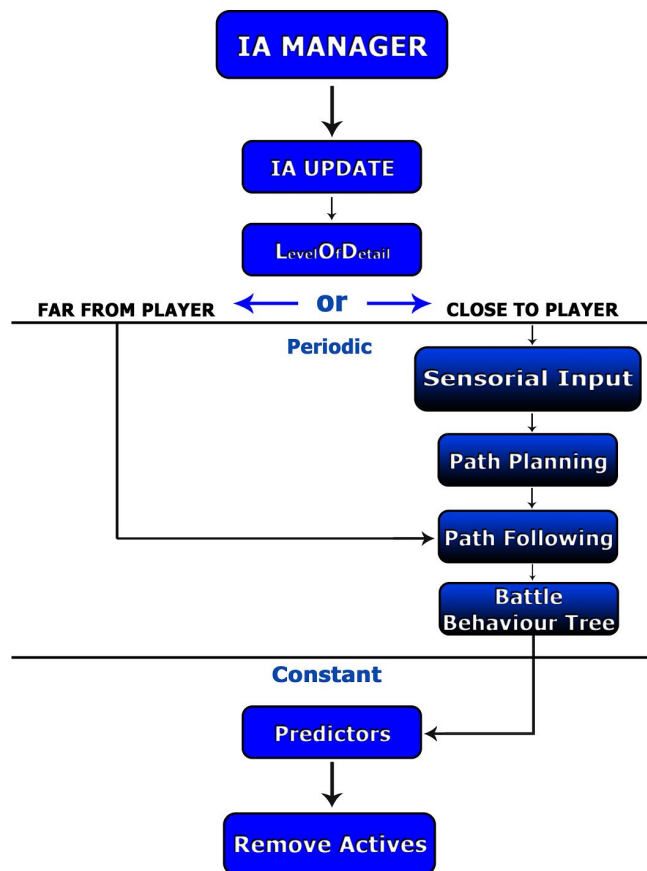 IA MANAGER
IA UPDATE
LevelOfDetail
FAR FROM PLAYER
or
CLOSE TO PLAYER
Periodic
Sensorial Input
Path Planning
Path Following
Battle
Behaviour Tree
Constant
Predictors
Remove Actives